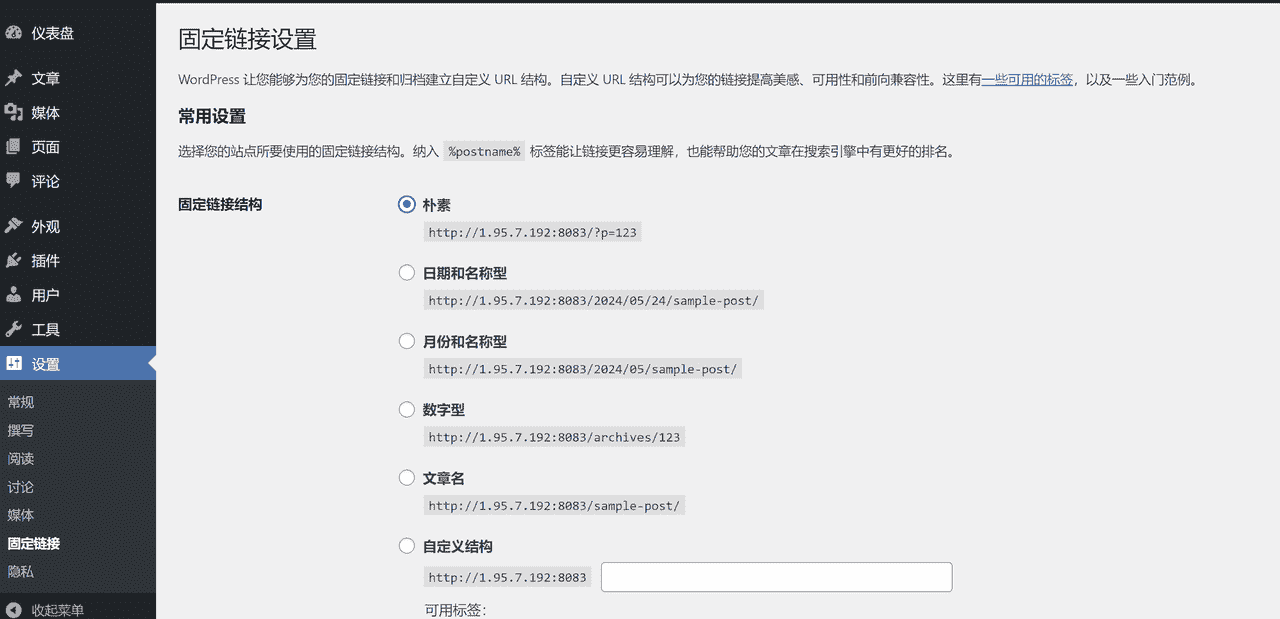 仪表盘
文章
媒体
页面
评论
外观
插件
用户
工具
设置
常规
撰写
阅读
讨论
媒体
固定链接
隐私
收起菜单
固定链接设置
WordPress 让您能够为您的固定链接和归档建立自定义 URL 结构。自定义 URL 结构可以为您的链接提高美感、可用性和前向兼容性。这里有一些可用的标签，以及一些入门范例。
常用设置
选择您的站点所要使用的固定链接结构。纳入 %postname% 标签能让链接更容易理解，也能帮助您的文章在搜索引擎中有更好的排名。
固定链接结构
朴素
http://1.95.7.192:8083/?p=123
日期和名称型
http://1.95.7.192:8083/2024/05/24/sample-post/
月份和名称型
http://1.95.7.192:8083/2024/05/sample-post/
数字型
http://1.95.7.192:8083/archives/123
文章名
http://1.95.7.192:8083/sample-post/
自定义结构
http://1.95.7.192:8083
可用标签：